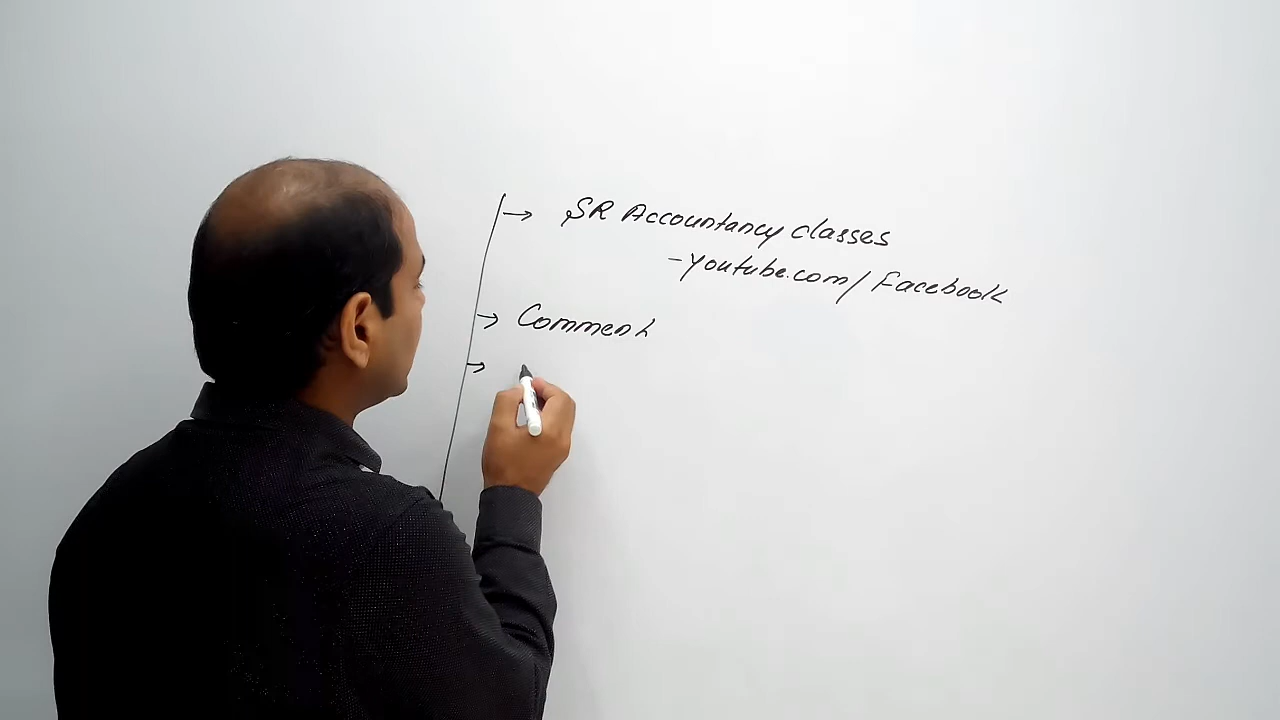 → SR Accountancy classes
- youtube.com/ Facebook
→ Comment
→